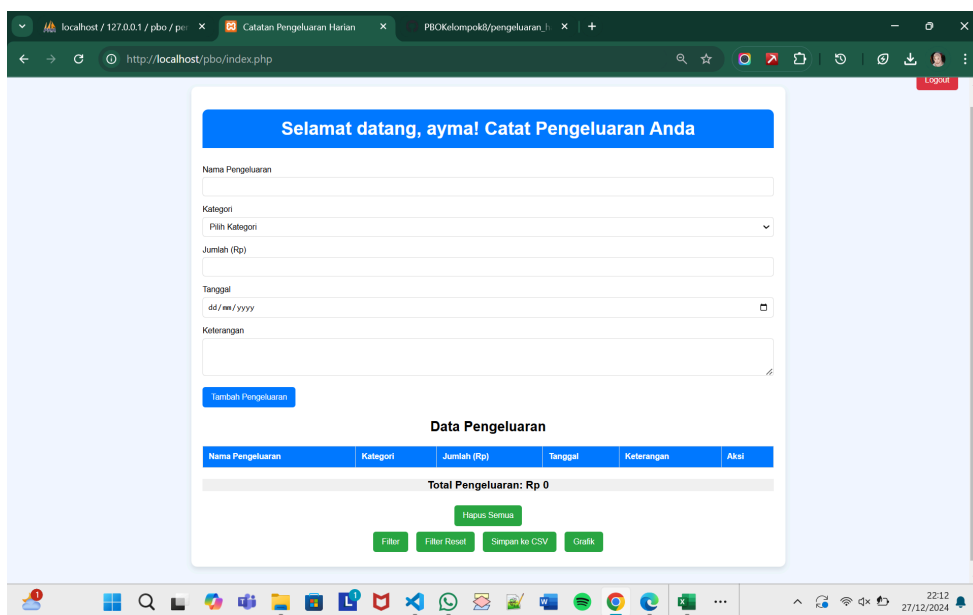 localhost / 127.0.0.1 / pbo / per
Catatan Pengeluaran Harian
PBOKelompok8/pengeluaran_h
http://localhost/pbo/index.php
Logout
Selamat datang, ayma! Catat Pengeluaran Anda
Nama Pengeluaran
Kategori
Pilih Kategori
Jumlah (Rp)
Tanggal
dd/mm/yyyy
Keterangan
Tambah Pengeluaran
Data Pengeluaran
Nama Pengeluaran Kategori Jumlah (Rp) Tanggal Keterangan Aksi
Total Pengeluaran: Rp 0
Hapus Semua
Filter Filter Reset Simpan ke CSV Grafik
1
22:12
27/12/2024